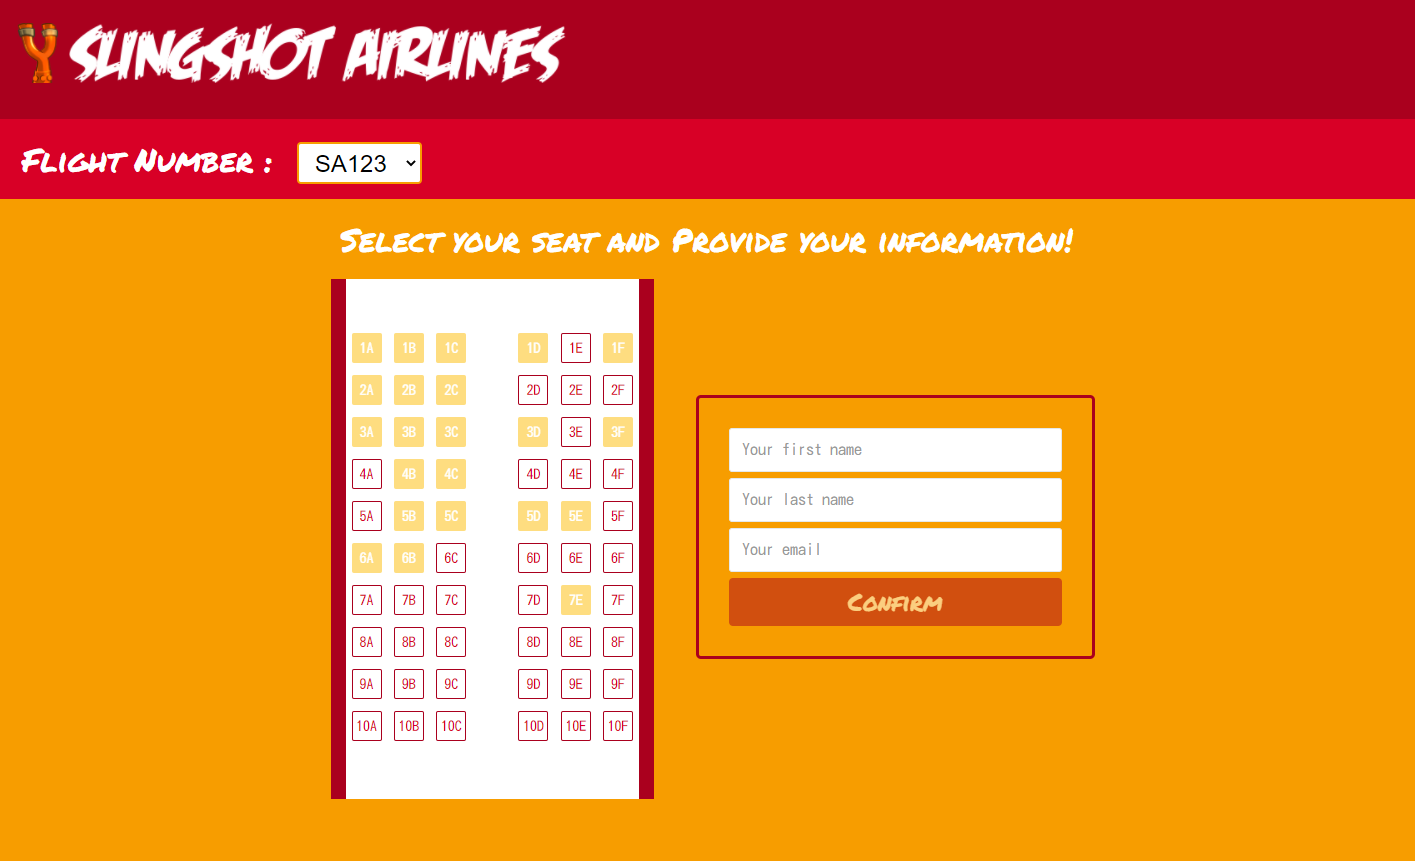 SLINGSHOT AIRLINES
Flight Number : SA123
Select your seat and Provide your information!
1A 1B 1C 1D 1E 1F
2A 2B 2C 2D 2E 2F
3A 3B 3C 3D 3E 3F
4A 4B 4C 4D 4E 4F
5A 5B 5C 5D 5E 5F
6A 6B 6C 6D 6E 6F
7A 7B 7C 7D 7E 7F
8A 8B 8C 8D 8E 8F
9A 9B 9C 9D 9E 9F
10A 10B 10C 10D 10E 10F
Your first name
Your last name
Your email
Confirm